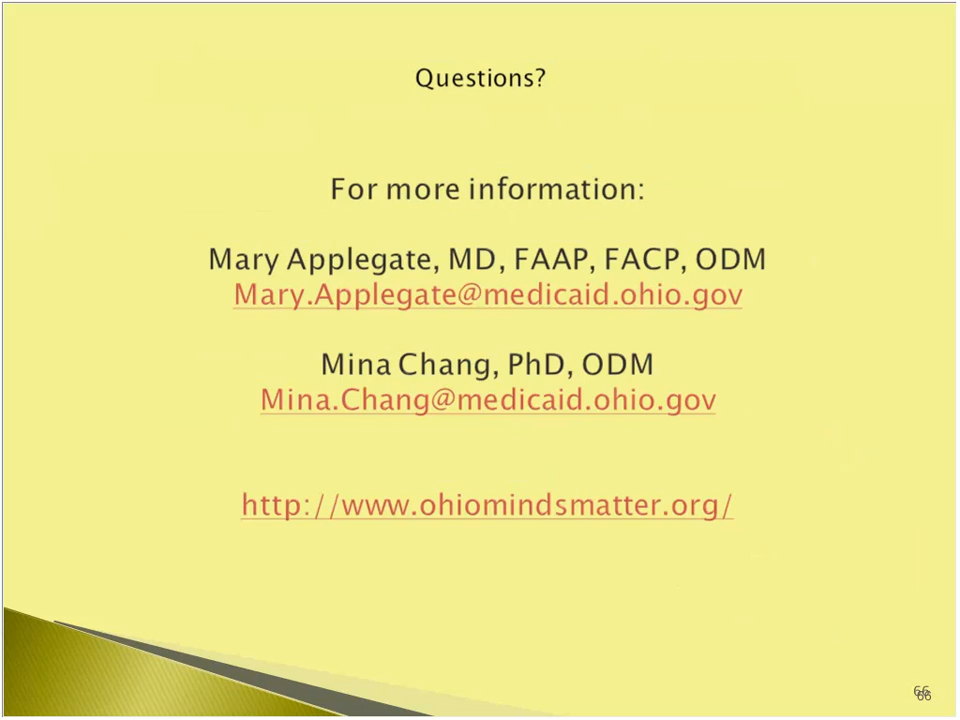 Questions?
For more information:
Mary Applegate, MD, FAAP, FACP, ODM
Mary.Applegate@medicaid.ohio.gov
Mina Chang, PhD, ODM
Mina.Chang@medicaid.ohio.gov
http://www.ohiomindsmatter.org/
66
66